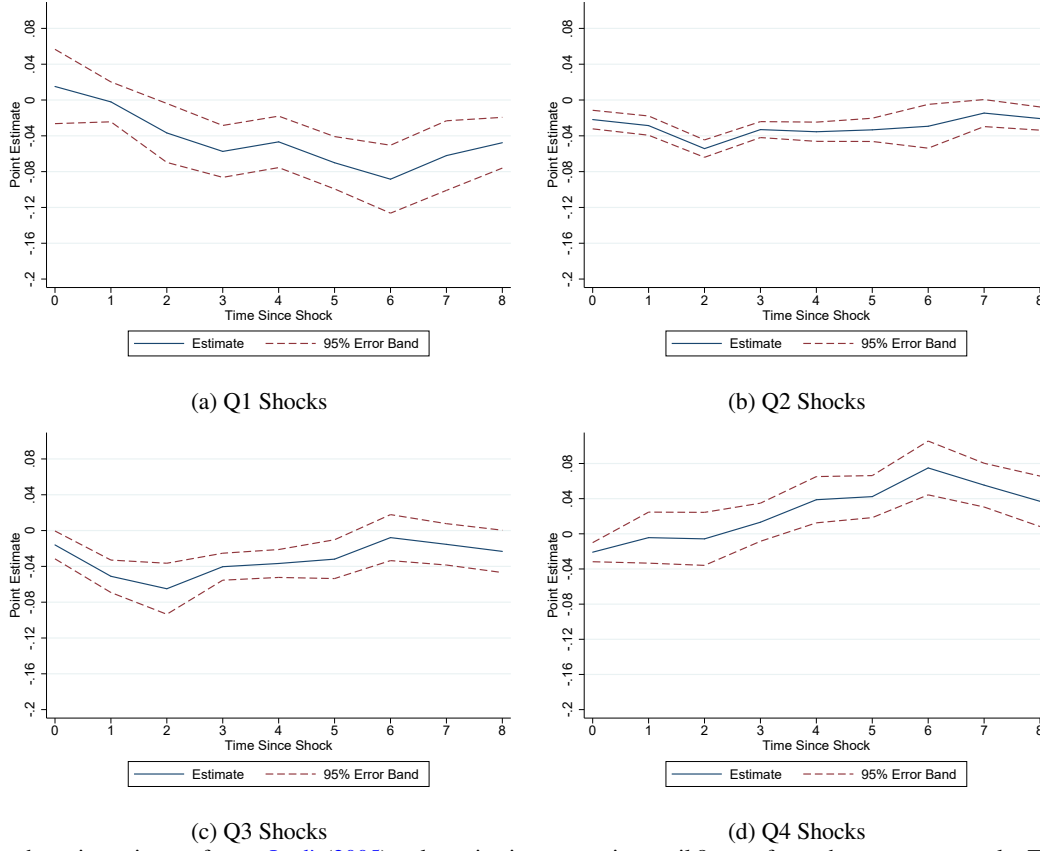 .08
.04
0
-.04
-.08
-.12
-.16
-.2
Point Estimate
0 1 2 3 4 5 6 7 8
Time Since Shock
Estimate 95% Error Band
(a) Q1 Shocks
.08
.04
0
-.04
-.08
-.12
-.16
-.2
Point Estimate
0 1 2 3 4 5 6 7 8
Time Since Shock
Estimate 95% Error Band
(b) Q2 Shocks
.08
.04
0
-.04
-.08
-.12
-.16
-.2
Point Estimate
0 1 2 3 4 5 6 7 8
Time Since Shock
Estimate 95% Error Band
(c) Q3 Shocks
.08
.04
0
-.04
-.08
-.12
-.16
-.2
Point Estimate
0 1 2 3 4 5 6 7 8
Time Since Shock
Estimate 95% Error Band
(d) Q4 Shocks